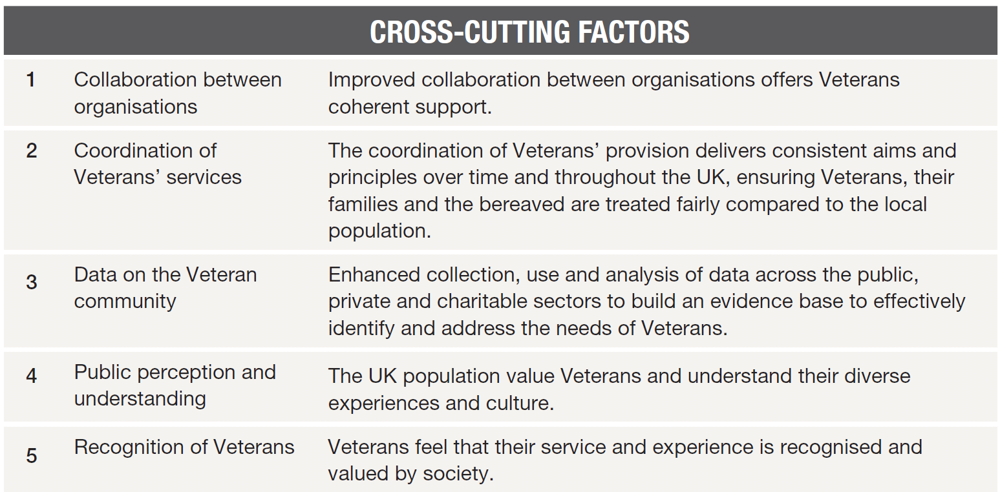 CROSS-CUTTING FACTORS
1 Collaboration between organisations Improved collaboration between organisations offers Veterans
coherent support.
2 Coordination of Veterans’ services The coordination of Veterans’ provision delivers consistent aims and
principles over time and throughout the UK, ensuring Veterans, their
families and the bereaved are treated fairly compared to the local
population.
3 Data on the Veteran community Enhanced collection, use and analysis of data across the public,
private and charitable sectors to build an evidence base to effectively
identify and address the needs of Veterans.
4 Public perception and understanding The UK population value Veterans and understand their diverse
experiences and culture.
5 Recognition of Veterans Veterans feel that their service and experience is recognised and
valued by society.